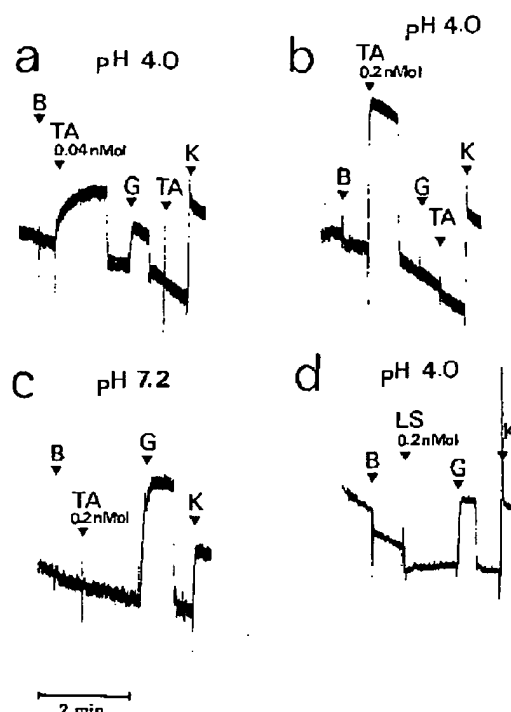 a pH 4.0
B
TA
0.04 nMol
G TA K
b pH 4.0
TA
0.2 nMol
B
G
TA
K
c pH 7.2
B
TA
0.2 nMol
G
K
d pH 4.0
B
LS
0.2 nMol
G
K
2 min